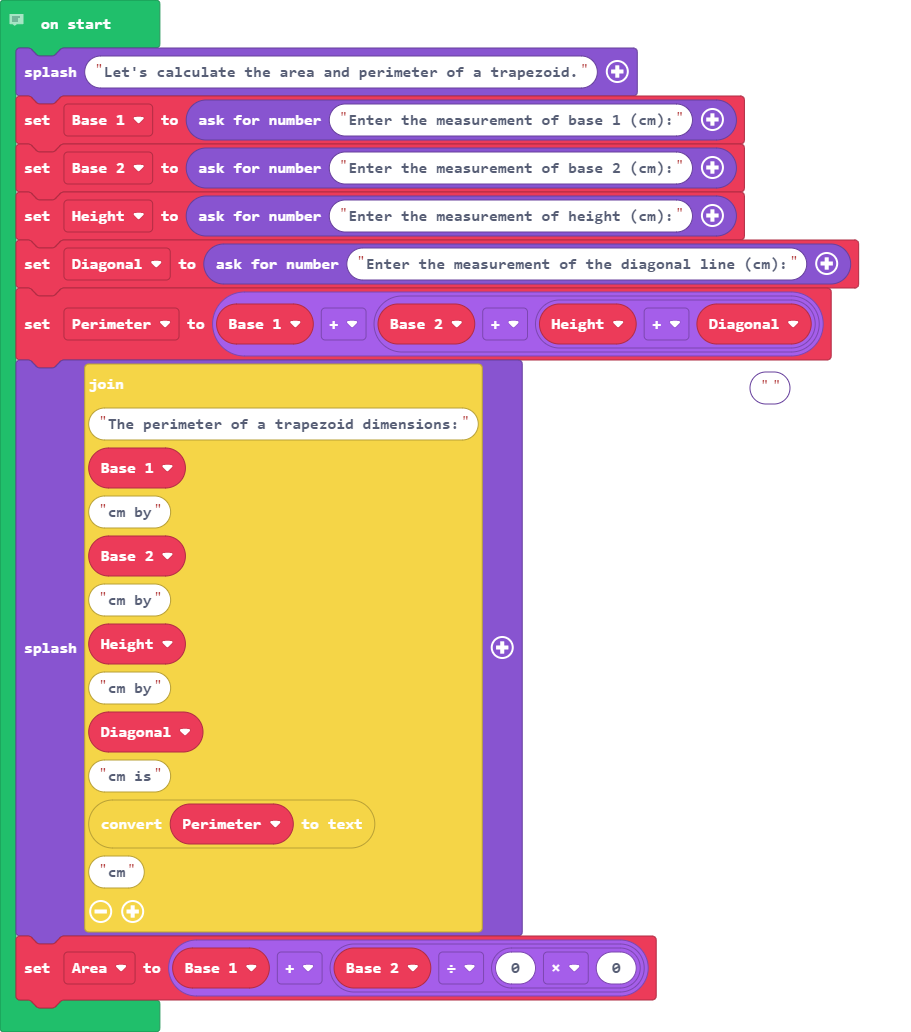 on start
splash "Let's calculate the area and perimeter of a trapezoid."
set Base 1 to ask for number "Enter the measurement of base 1 (cm):"
set Base 2 to ask for number "Enter the measurement of base 2 (cm):"
set Height to ask for number "Enter the measurement of height (cm):"
set Diagonal to ask for number "Enter the measurement of the diagonal line (cm):"
set Perimeter to Base 1 + Base 2 + Height + Diagonal
" "
join
"The perimeter of a trapezoid dimensions:"
Base 1
"cm by"
Base 2
"cm by"
splash Height
"cm by"
Diagonal
"cm is"
convert Perimeter to text
"cm"
set Area to Base 1 + Base 2 ÷ 0 × 0